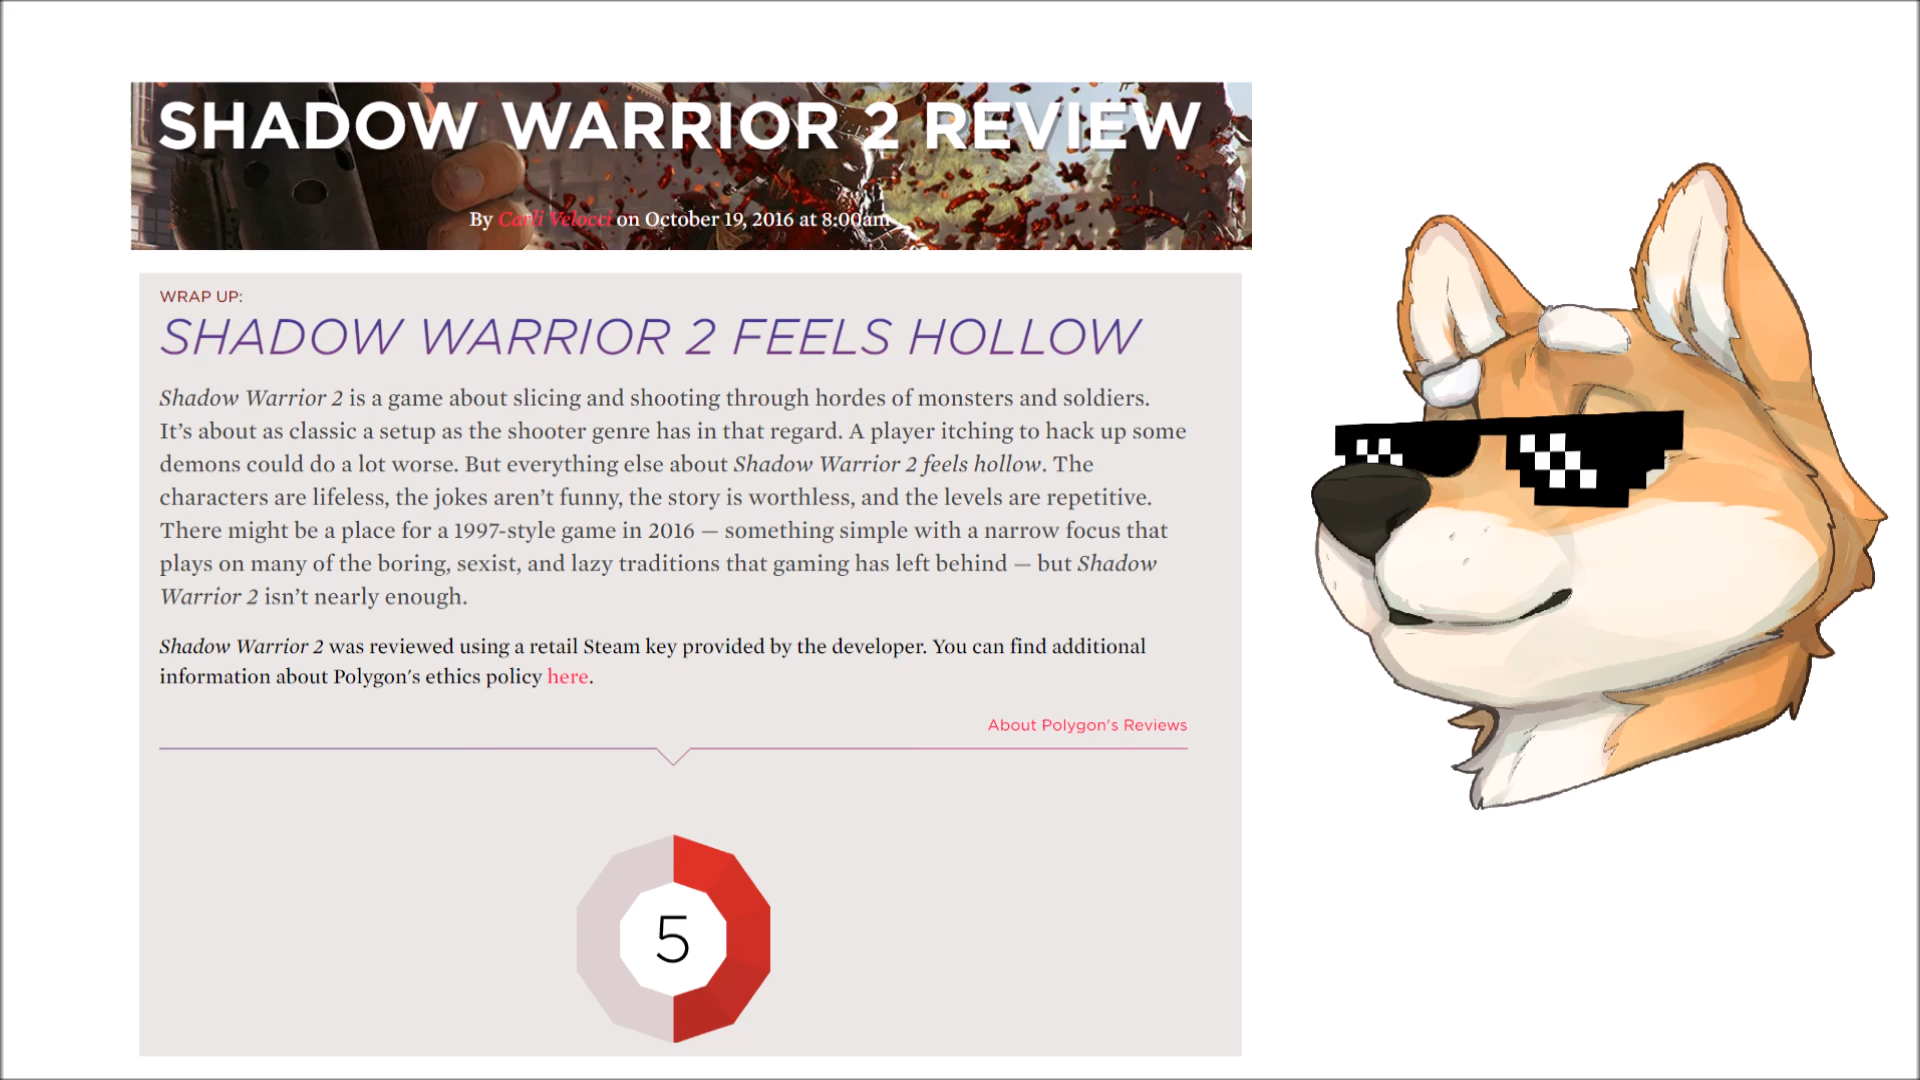 SHADOW WARRIOR 2 REVIEW
By Carli Velocci on October 19, 2016 at 8:00am
WRAP UP:
SHADOW WARRIOR 2 FEELS HOLLOW
Shadow Warrior 2 is a game about slicing and shooting through hordes of monsters and soldiers.
It’s about as classic a setup as the shooter genre has in that regard. A player itching to hack up some
demons could do a lot worse. But everything else about Shadow Warrior 2 feels hollow. The
characters are lifeless, the jokes aren’t funny, the story is worthless, and the levels are repetitive.
There might be a place for a 1997-style game in 2016 — something simple with a narrow focus that
plays on many of the boring, sexist, and lazy traditions that gaming has left behind — but Shadow
Warrior 2 isn’t nearly enough.
Shadow Warrior 2 was reviewed using a retail Steam key provided by the developer. You can find additional
information about Polygon's ethics policy here.
About Polygon's Reviews
5